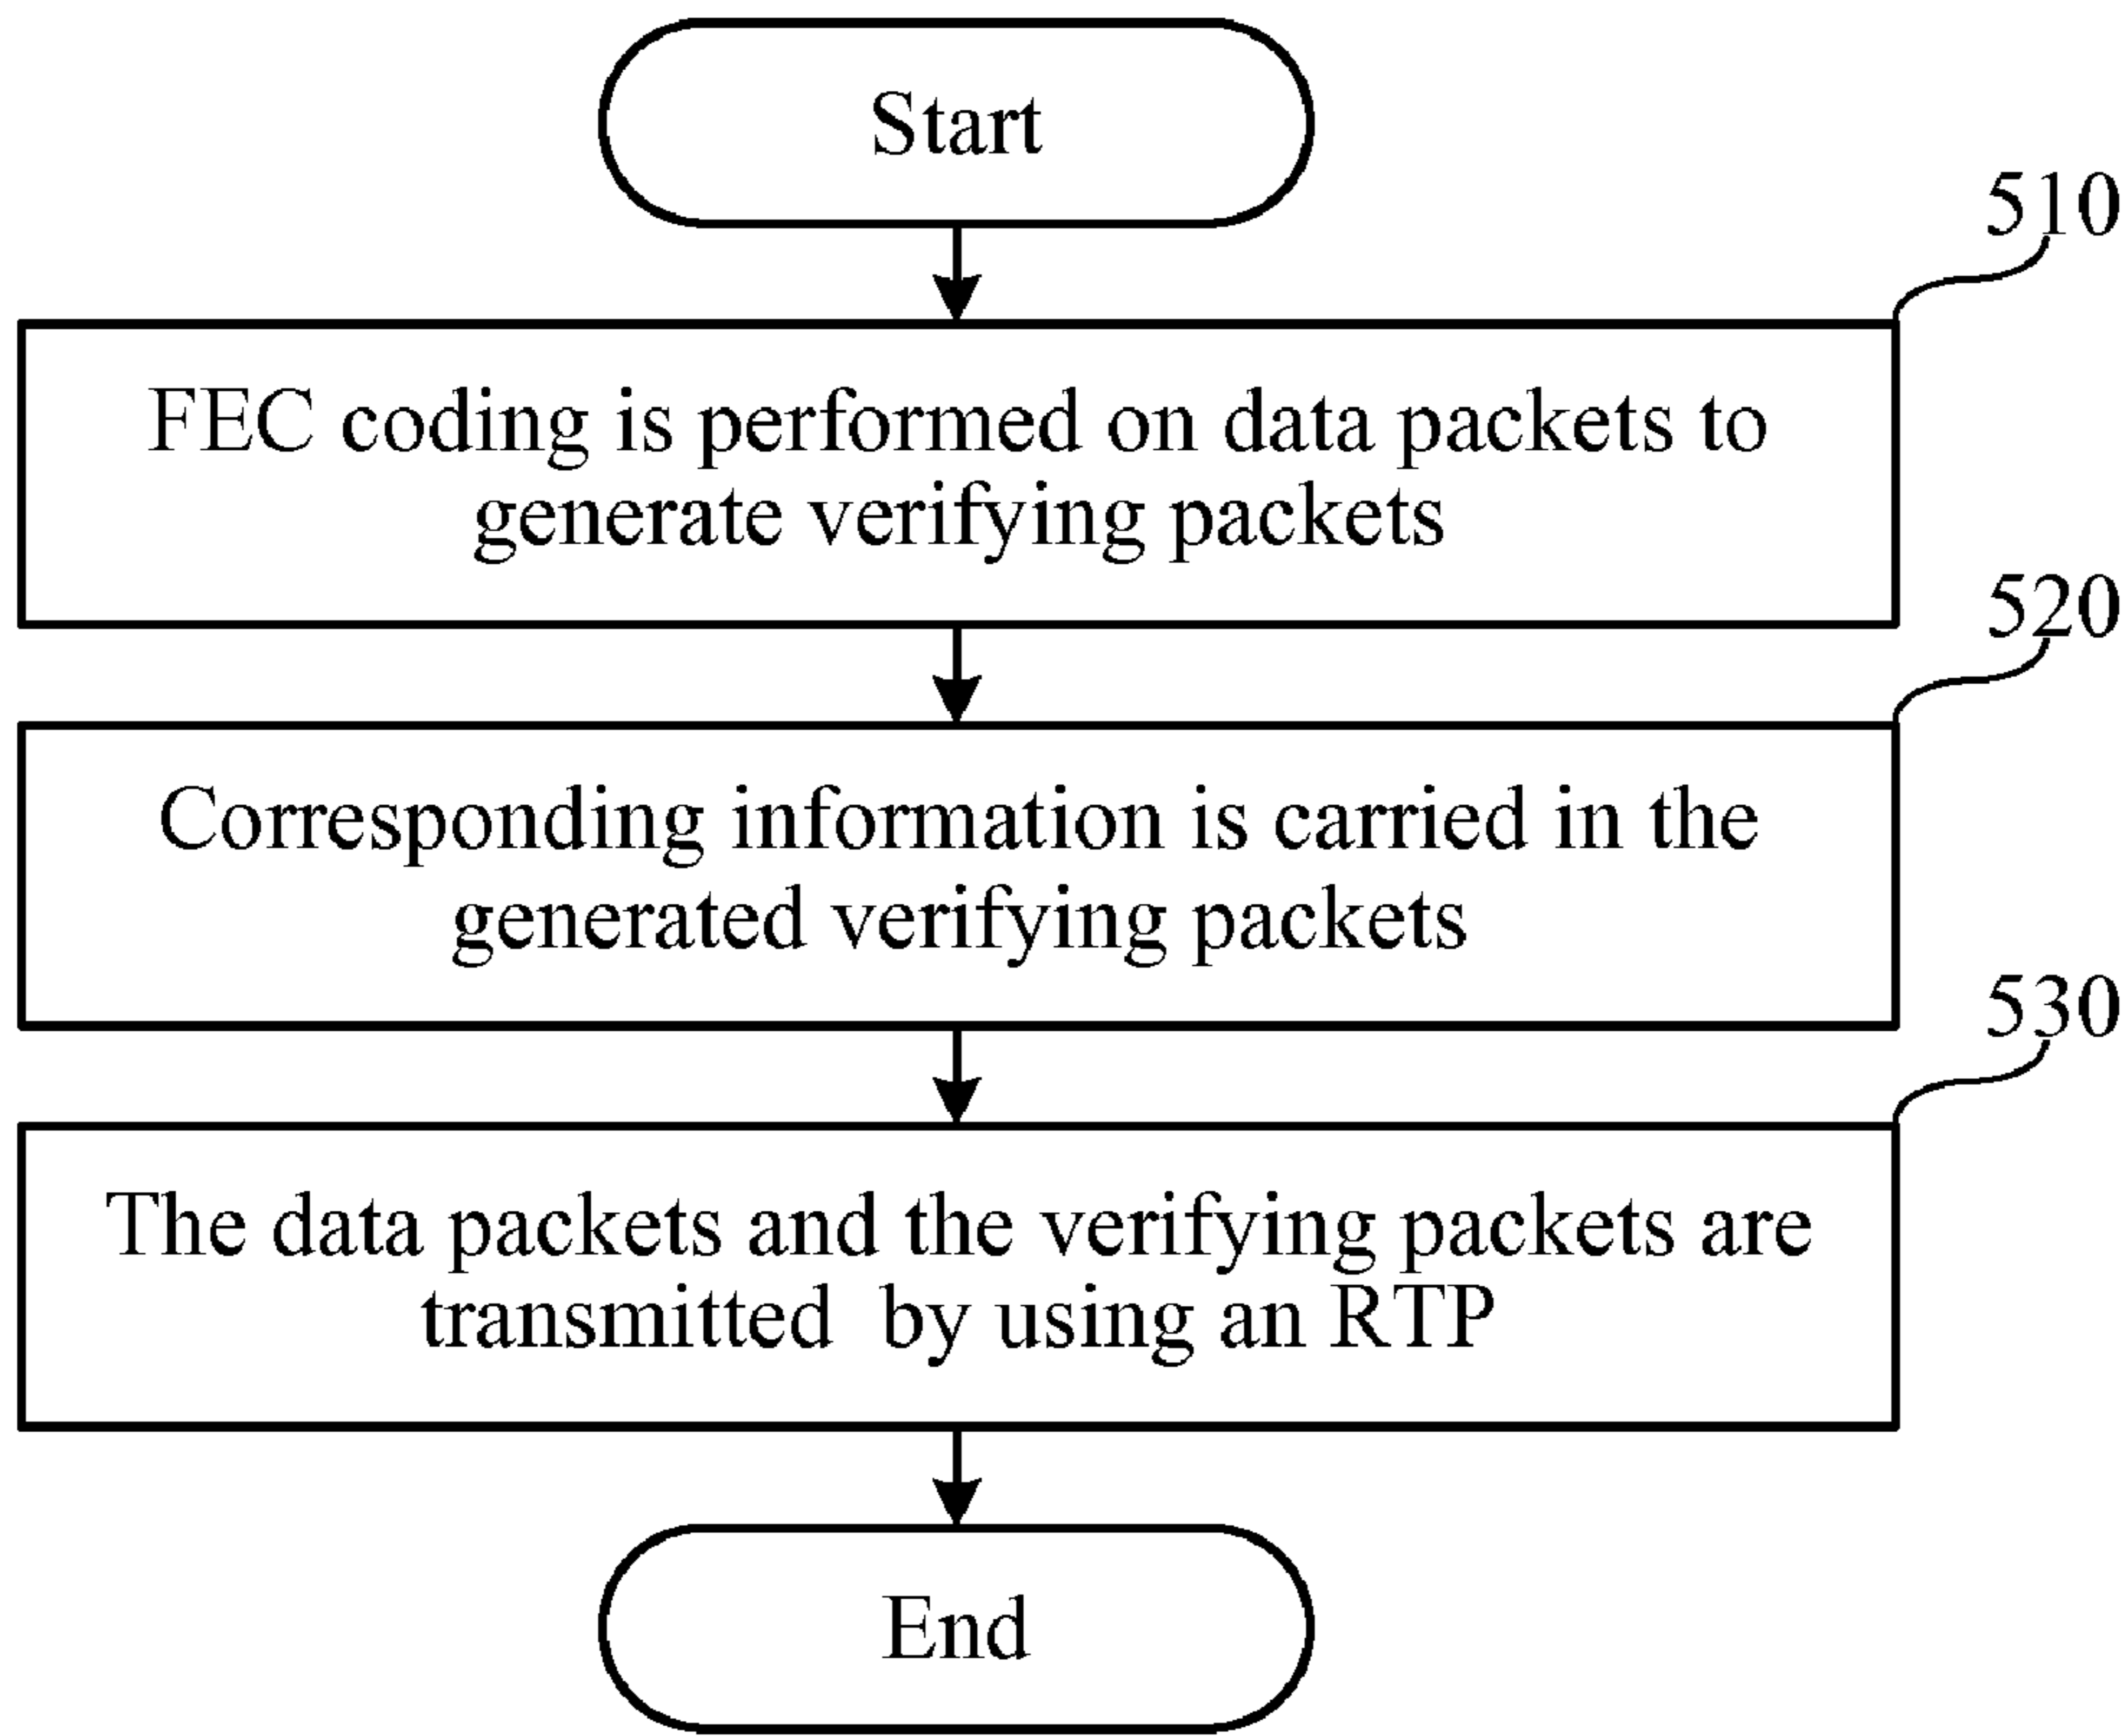 Start
510
FEC coding is performed on data packets to
generate verifying packets
520
Corresponding information is carried in the
generated verifying packets
530
The data packets and the verifying packets are
transmitted by using an RTP
End